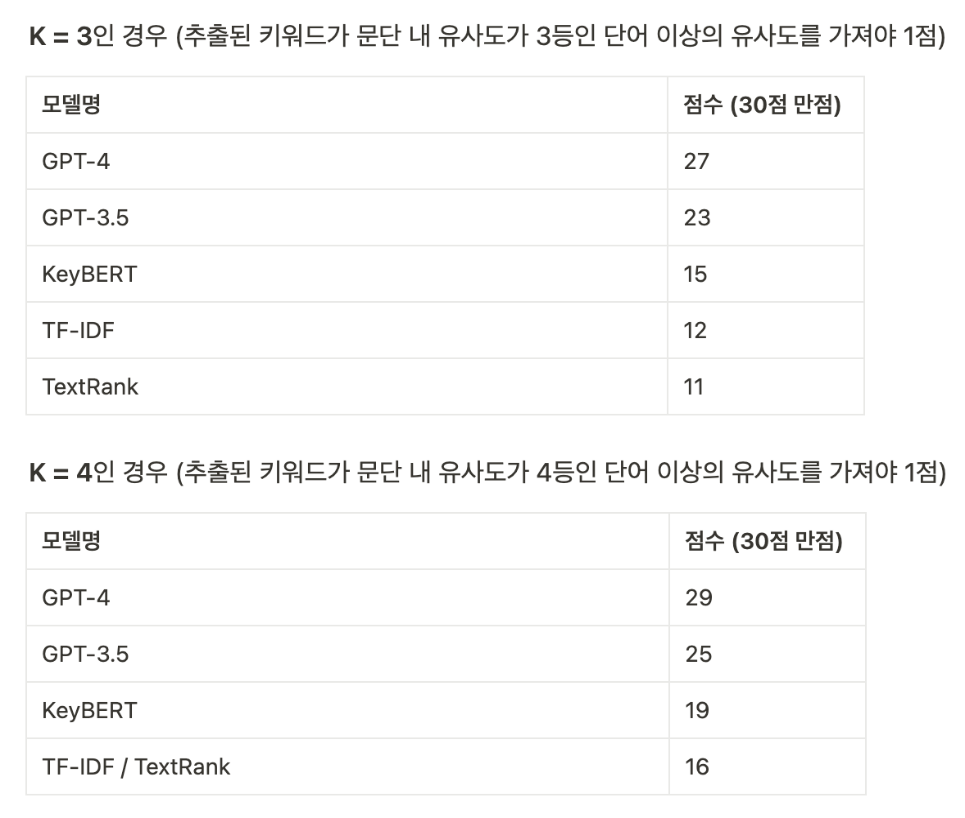 K = 3인 경우 (추출된 키워드가 문단 내 유사도가 3등인 단어 이상의 유사도를 가져야 1점)
모델명 점수 (30점 만점)
GPT-4 27
GPT-3.5 23
KeyBERT 15
TF-IDF 12
TextRank 11
K = 4인 경우 (추출된 키워드가 문단 내 유사도가 4등인 단어 이상의 유사도를 가져야 1점)
모델명 점수 (30점 만점)
GPT-4 29
GPT-3.5 25
KeyBERT 19
TF-IDF / TextRank 16